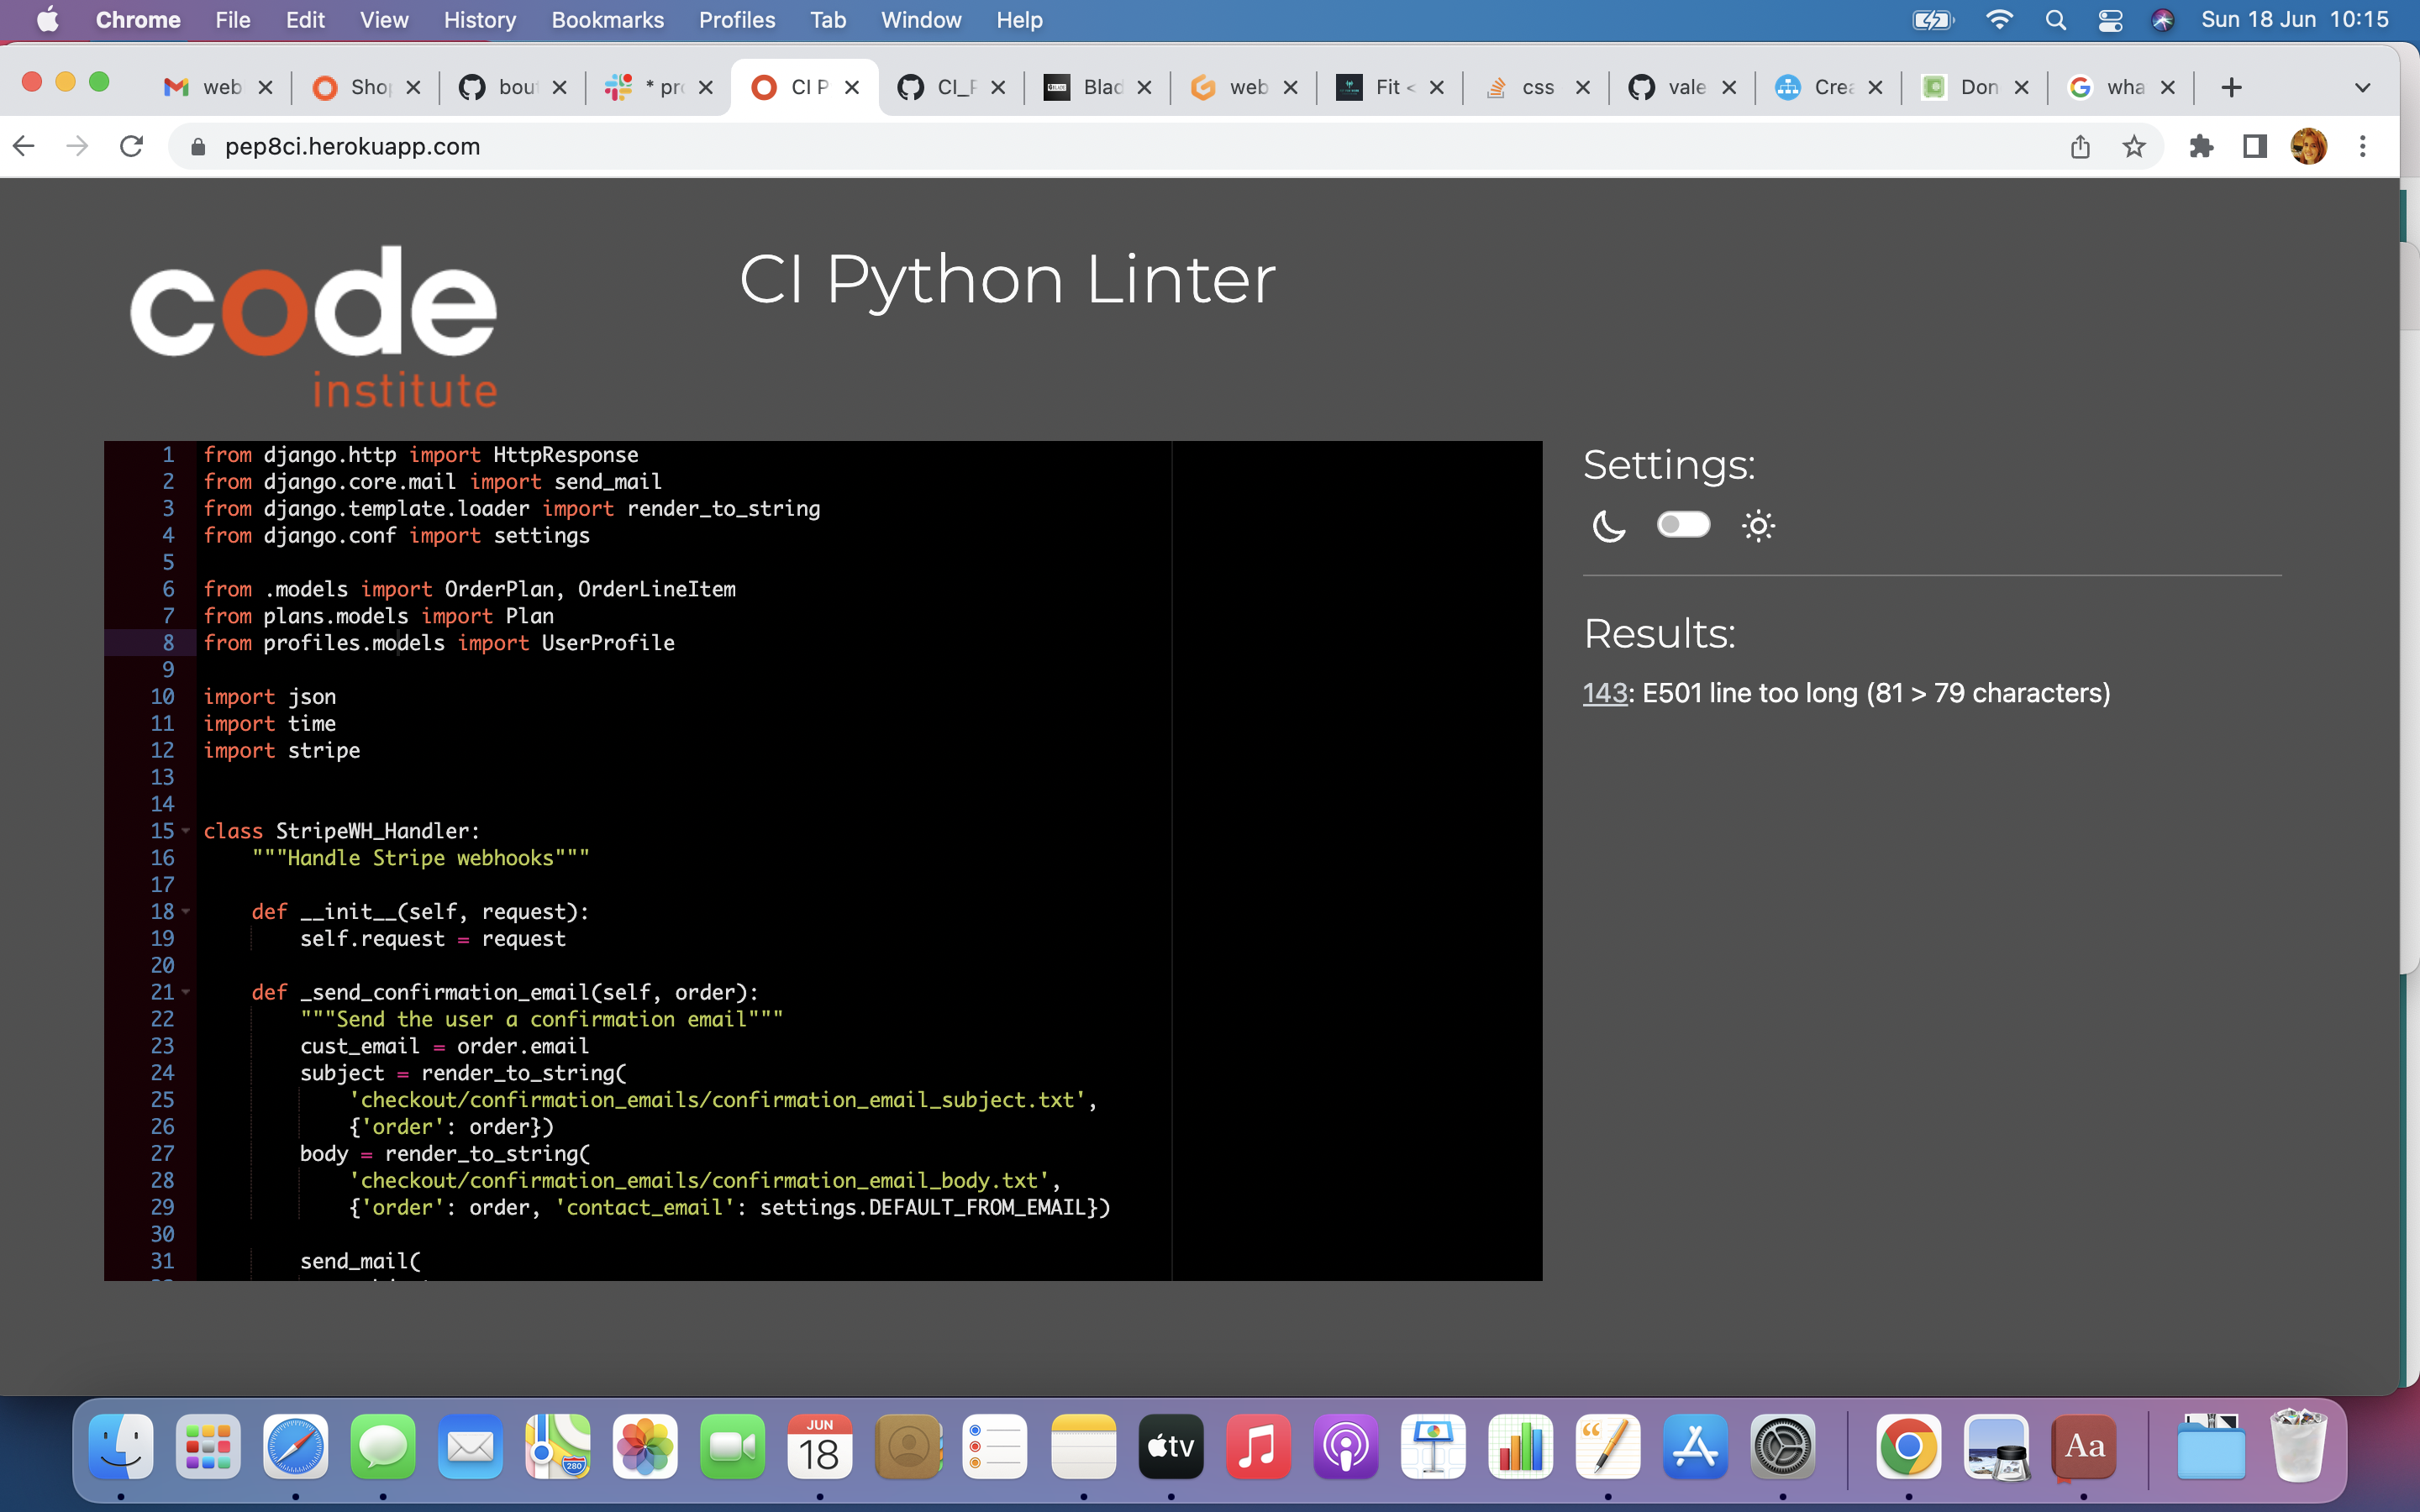 Chrome File Edit View History Bookmarks Profiles Tab Window Help Sun 18 Jun 10:15
web Sho bou * pr CI P CI_F Blad web Fit < css vale Crea Don wha
pep8ci.herokuapp.com
code
institute
CI Python Linter
1 from django.http import HttpResponse
2 from django.core.mail import send_mail
3 from django.template.loader import render_to_string
4 from django.conf import settings
5
6 from .models import OrderPlan, OrderLineItem
7 from plans.models import Plan
8 from profiles.models import UserProfile
9
10 import json
11 import time
12 import stripe
13
14
15 class StripeWH_Handler:
16 """Handle Stripe webhooks"""
17
18 def __init__(self, request):
19 self.request = request
20
21 def _send_confirmation_email(self, order):
22 """Send the user a confirmation email"""
23 cust_email = order.email
24 subject = render_to_string(
25 'checkout/confirmation_emails/confirmation_email_subject.txt',
26 {'order': order})
27 body = render_to_string(
28 'checkout/confirmation_emails/confirmation_email_body.txt',
29 {'order': order, 'contact_email': settings.DEFAULT_FROM_EMAIL})
30
31 send_mail(
Settings:
Results:
143: E501 line too long (81 > 79 characters)
JUN
18
280
tv
Aa